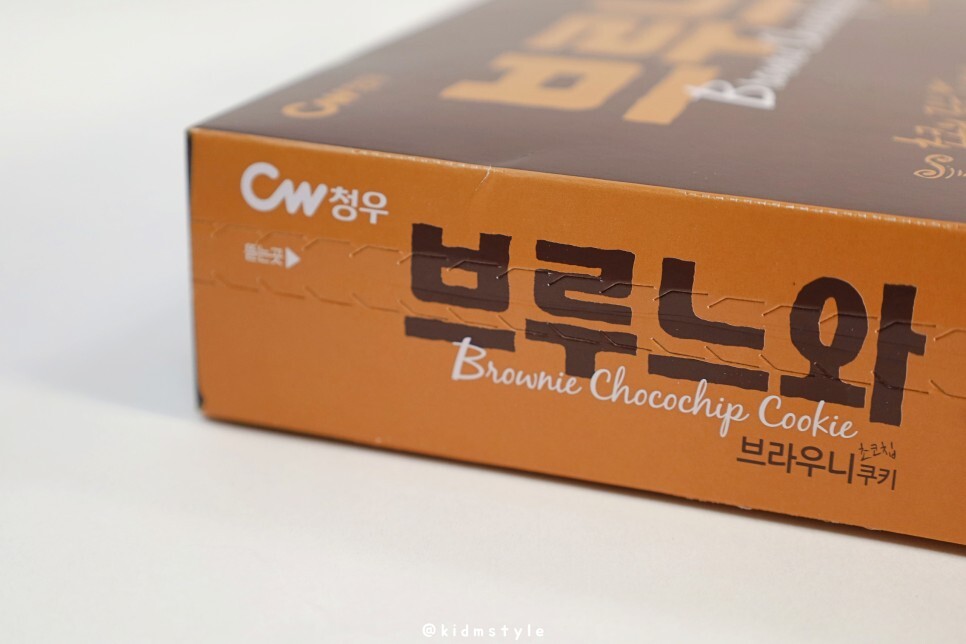 CW 청우
뜯는곳▶
브루느와
Brownie Chocochip Cookie
초코칩
브라우니 쿠키
@kidmstyle